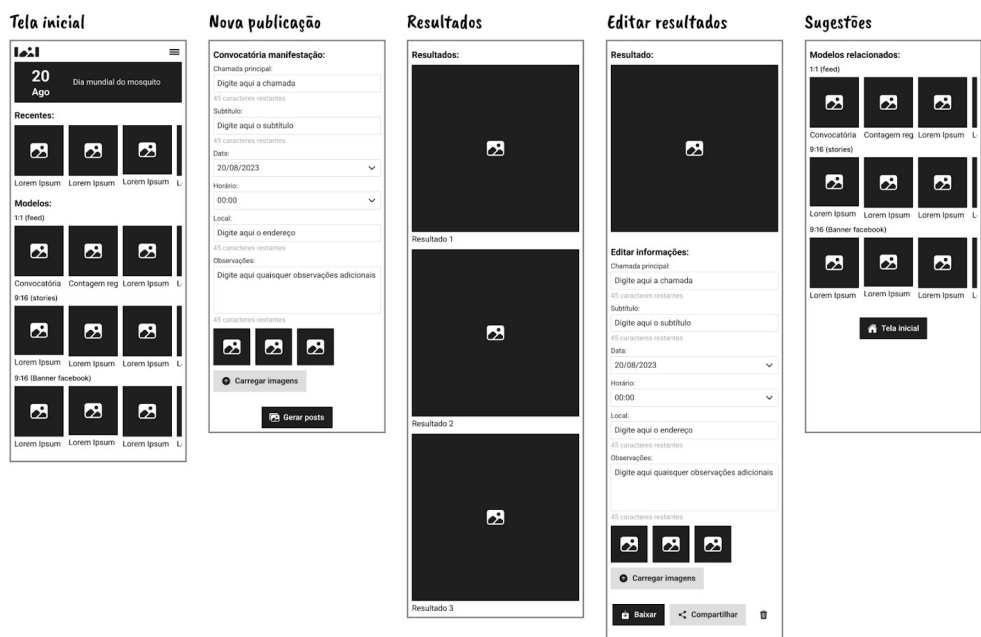 Tela inicial
20
Ago
Dia mundial do mosquito
Recentes:
Lorem Ipsum Lorem Ipsum Lorem Ipsum L
Modelos:
1:1 (feed)
Convocatória Contagem reg Lorem Ipsum L
9:16 (stories)
Lorem Ipsum Lorem Ipsum Lorem Ipsum L
9:16 (Banner facebook)
Lorem Ipsum Lorem Ipsum Lorem Ipsum L
Nova publicação
Convocatória manifestação:
Chamada principal:
Digite aqui a chamada
45 caracteres restantes
Subtítulo:
Digite aqui o subtítulo
45 caracteres restantes
Data:
20/08/2023
Horário:
00:00
Local:
Digite aqui o endereço
45 caracteres restantes
Observações:
Digite aqui quaisquer observações adicionais
45 caracteres restantes
Carregar imagens
Gerar posts
Resultados
Resultados:
Resultado 1
Resultado 2
Resultado 3
Editar resultados
Resultado:
Editar informações:
Chamada principal:
Digite aqui a chamada
45 caracteres restantes
Subtítulo:
Digite aqui o subtítulo
45 caracteres restantes
Data:
20/08/2023
Horário:
00:00
Local:
Digite aqui o endereço
45 caracteres restantes
Observações:
Digite aqui quaisquer observações adicionais
45 caracteres restantes
Carregar imagens
Baixar
Compartilhar
Sugestões
Modelos relacionados:
1:1 (feed)
Convocatória Contagem reg Lorem Ipsum L
9:16 (stories)
Lorem Ipsum Lorem Ipsum Lorem Ipsum L
9:16 (Banner facebook)
Lorem Ipsum Lorem Ipsum Lorem Ipsum L
Tela inicial